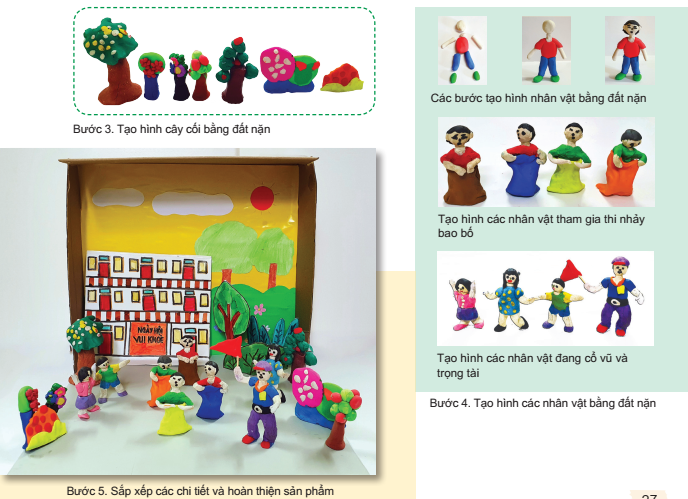 Bước 3. Tạo hình cây cối bằng đất nặn
NGÀY HỘI
VUI KHỎE
Bước 5. Sắp xếp các chi tiết và hoàn thiện sản phẩm
Các bước tạo hình nhân vật bằng đất nặn
Tạo hình các nhân vật tham gia thi nhảy
bao bố
Tạo hình các nhân vật đang cổ vũ và
trọng tài
Bước 4. Tạo hình các nhân vật bằng đất nặn
27